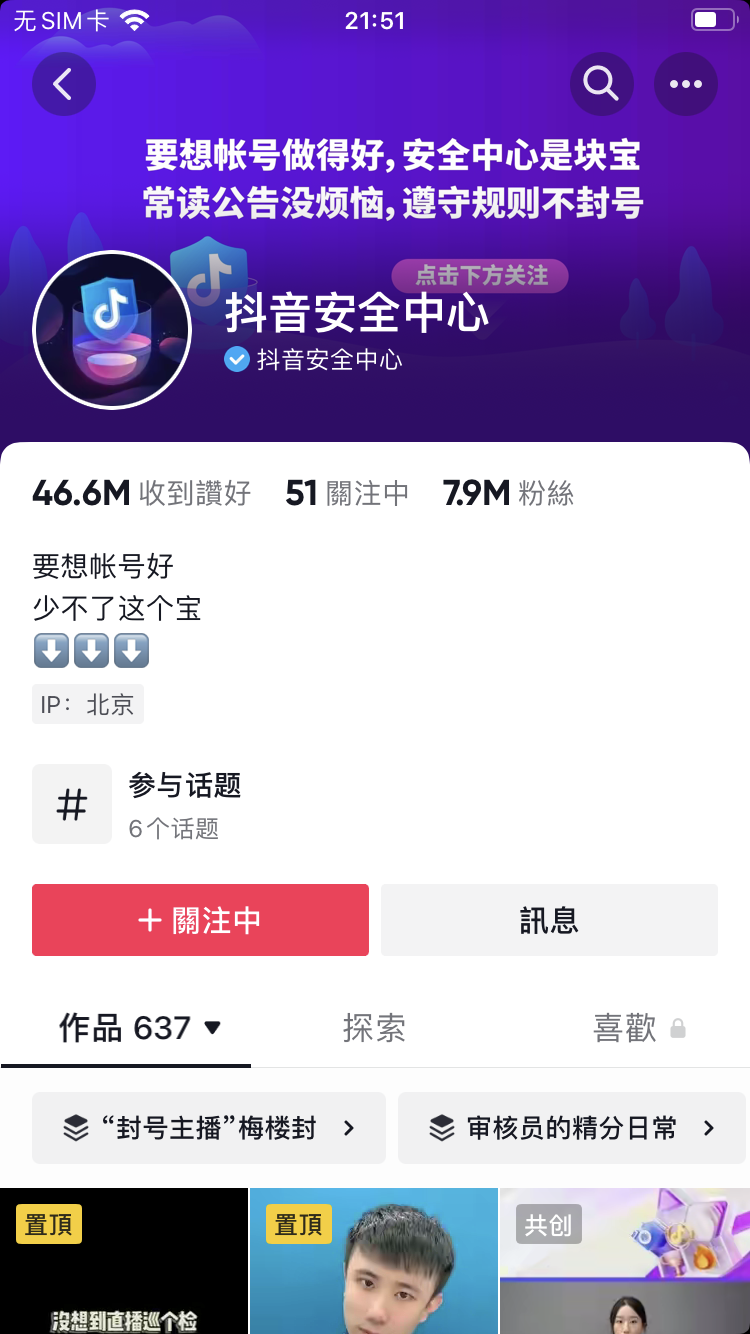 无SIM卡
21:51
要想帐号做得好,安全中心是块宝
常读公告没烦恼,遵守规则不封号
点击下方关注
抖音安全中心
抖音安全中心
46.6M 收到讚好 51 關注中 7.9M 粉絲
要想帐号好
少不了这个宝
IP：北京
#
参与话题
6个话题
+ 關注中
訊息
作品 637 ▼
探索
喜歡
“封号主播”梅楼封
审核员的精分日常
置頂
置頂
共创
没想到直播巡个检